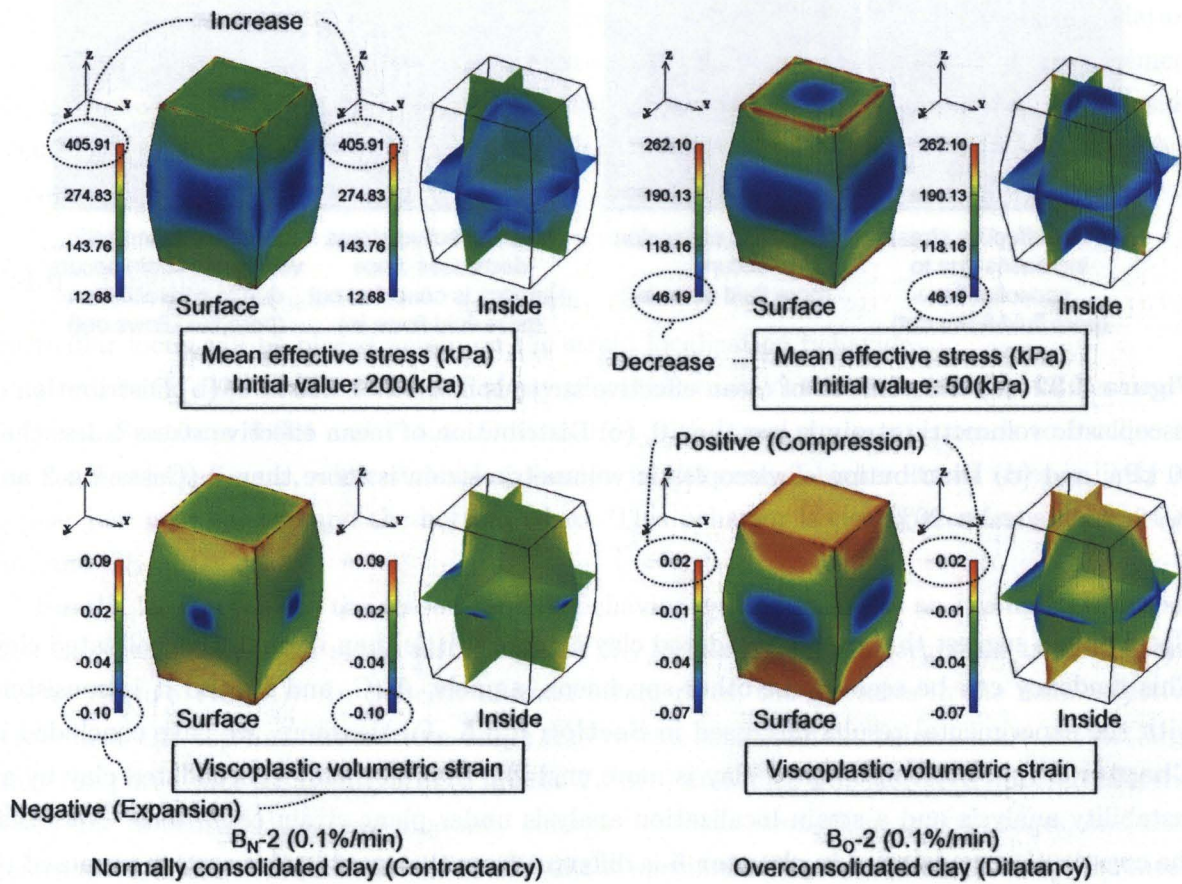 Increase
Z
Y
405.91
274.83
143.76
12.68
Surface
Z
Y
405.91
274.83
143.76
12.68
Inside
Mean effective stress (kPa)
Initial value: 200(kPa)
Z
Y
262.10
190.13
118.16
46.19
Surface
Z
Y
262.10
190.13
118.16
46.19
Inside
Decrease
Mean effective stress (kPa)
Initial value: 50(kPa)
Positive (Compression)
Z
Y
0.09
0.02
-0.04
-0.10
Surface
Z
Y
0.09
0.02
-0.04
-0.10
Inside
Viscoplastic volumetric strain
Negative (Expansion)
B_N-2 (0.1%/min)
Normally consolidated clay (Contractancy)
Z
Y
0.02
-0.01
-0.04
-0.07
Surface
Z
Y
0.02
-0.01
-0.04
-0.07
Inside
Viscoplastic volumetric strain
B_O-2 (0.1%/min)
Overconsolidated clay (Dilatancy)